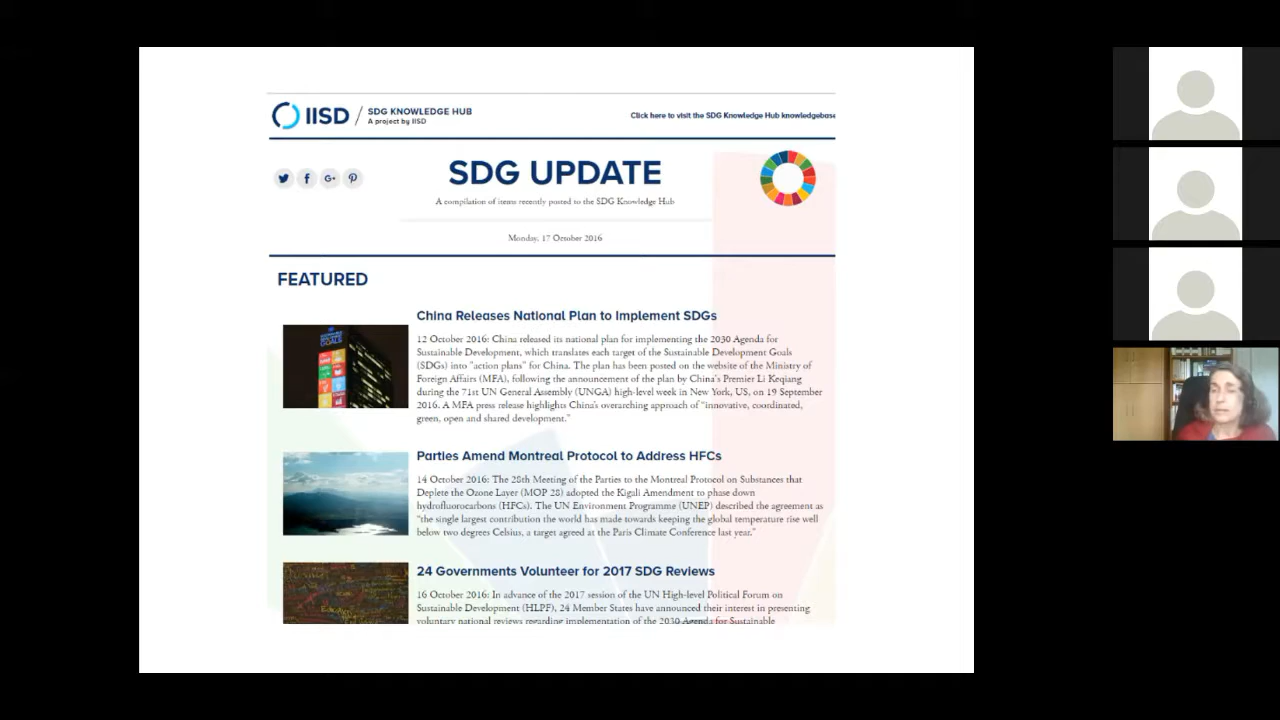 IISD / SDG KNOWLEDGE HUB
A project by IISD
Click here to visit the SDG Knowledge Hub knowledgebase
SDG UPDATE
A compilation of items recently posted to the SDG Knowledge Hub
Monday, 17 October 2016
FEATURED
China Releases National Plan to Implement SDGs
12 October 2016: China released its national plan for implementing the 2030 Agenda for
Sustainable Development, which translates each target of the Sustainable Development Goals
(SDGs) into "action plans" for China. The plan has been posted on the website of the Ministry of
Foreign Affairs (MFA), following the announcement of the plan by China's Premier Li Keqiang
during the 71st UN General Assembly (UNGA) high-level week in New York, US, on 19 September
2016. A MFA press release highlights China's overarching approach of "innovative, coordinated,
green, open and shared development."
Parties Amend Montreal Protocol to Address HFCs
14 October 2016: The 28th Meeting of the Parties to the Montreal Protocol on Substances that
Deplete the Ozone Layer (MOP 28) adopted the Kigali Amendment to phase down
hydrofluorocarbons (HFCs). The UN Environment Programme (UNEP) described the agreement as
"the single largest contribution the world has made towards keeping the global temperature rise well
below two degrees Celsius, a target agreed at the Paris Climate Conference last year."
24 Governments Volunteer for 2017 SDG Reviews
16 October 2016: In advance of the 2017 session of the UN High-level Political Forum on
Sustainable Development (HLPF), 24 Member States have announced their interest in presenting
voluntary national reviews regarding implementation of the 2030 Agenda for Sustainable